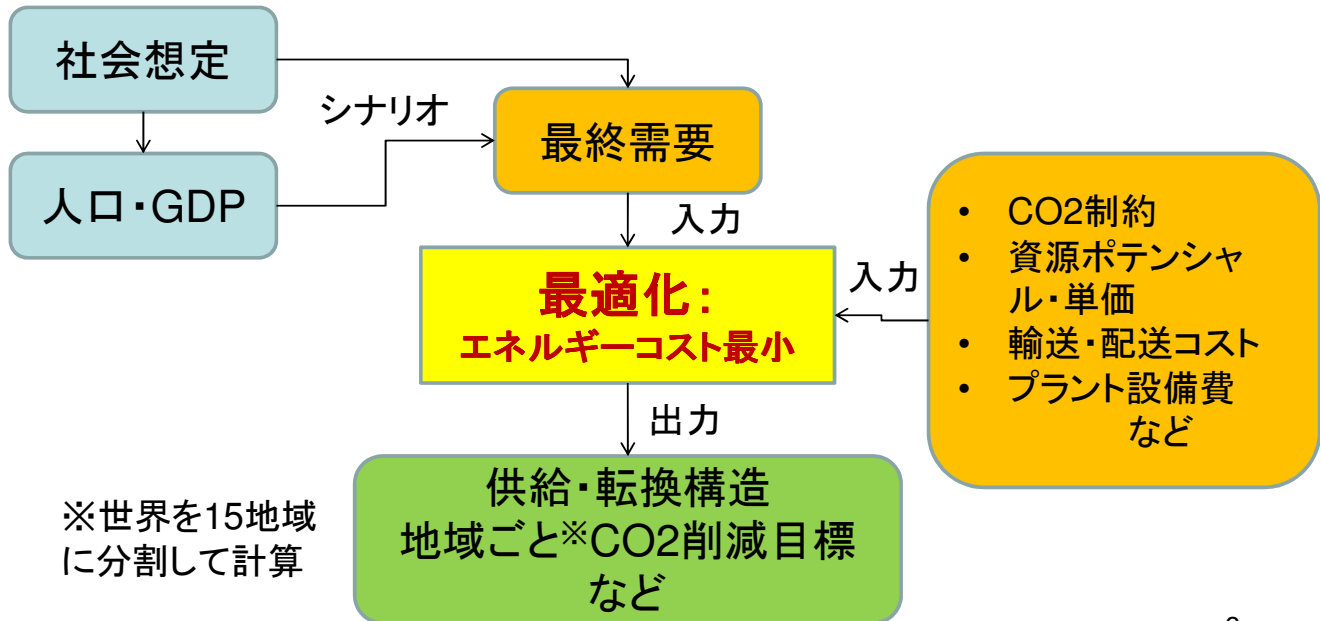 社会想定
シナリオ
最終需要
人口・GDP
入力
最適化：
エネルギーコスト最小
入力
• CO2制約
• 資源ポテンシャ
ル・単価
• 輸送・配送コスト
• プラント設備費
など
出力
供給・転換構造
地域ごと※CO2削減目標
など
※世界を15地域
に分割して計算